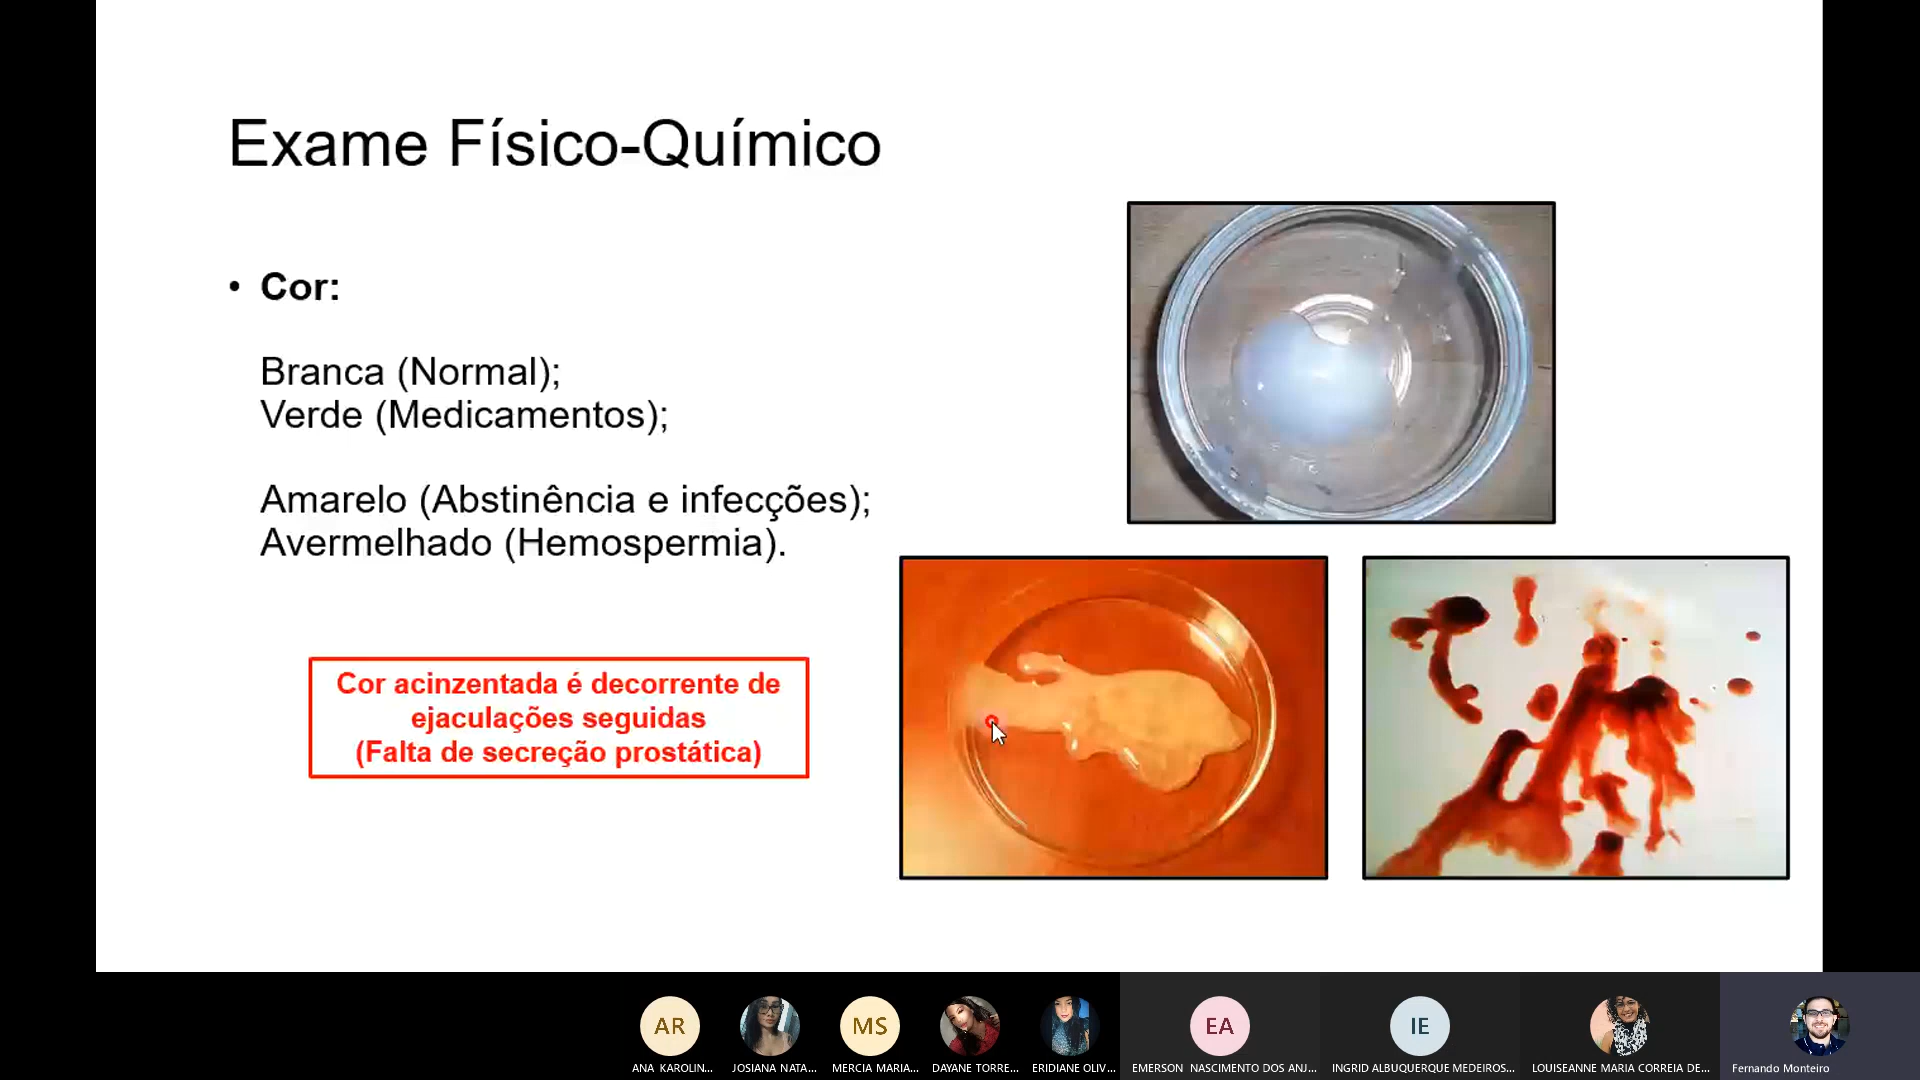 Exame Físico-Químico
• Cor:
Branca (Normal);
Verde (Medicamentos);
Amarelo (Abstinência e infecções);
Avermelhado (Hemospermia).
Cor acinzentada é decorrente de
ejaculações seguidas
(Falta de secreção prostática)
AR
MS
EA
IE
ANA KAROLIN...
JOSIANA NATA...
MERCIA MARIA...
DAYANE TORRE...
ERIDIANE OLIV...
EMERSON NASCIMENTO DOS ANJ...
INGRID ALBUQUERQUE MEDEIROS...
LOUISEANNE MARIA CORREIA DE...
Fernando Monteiro